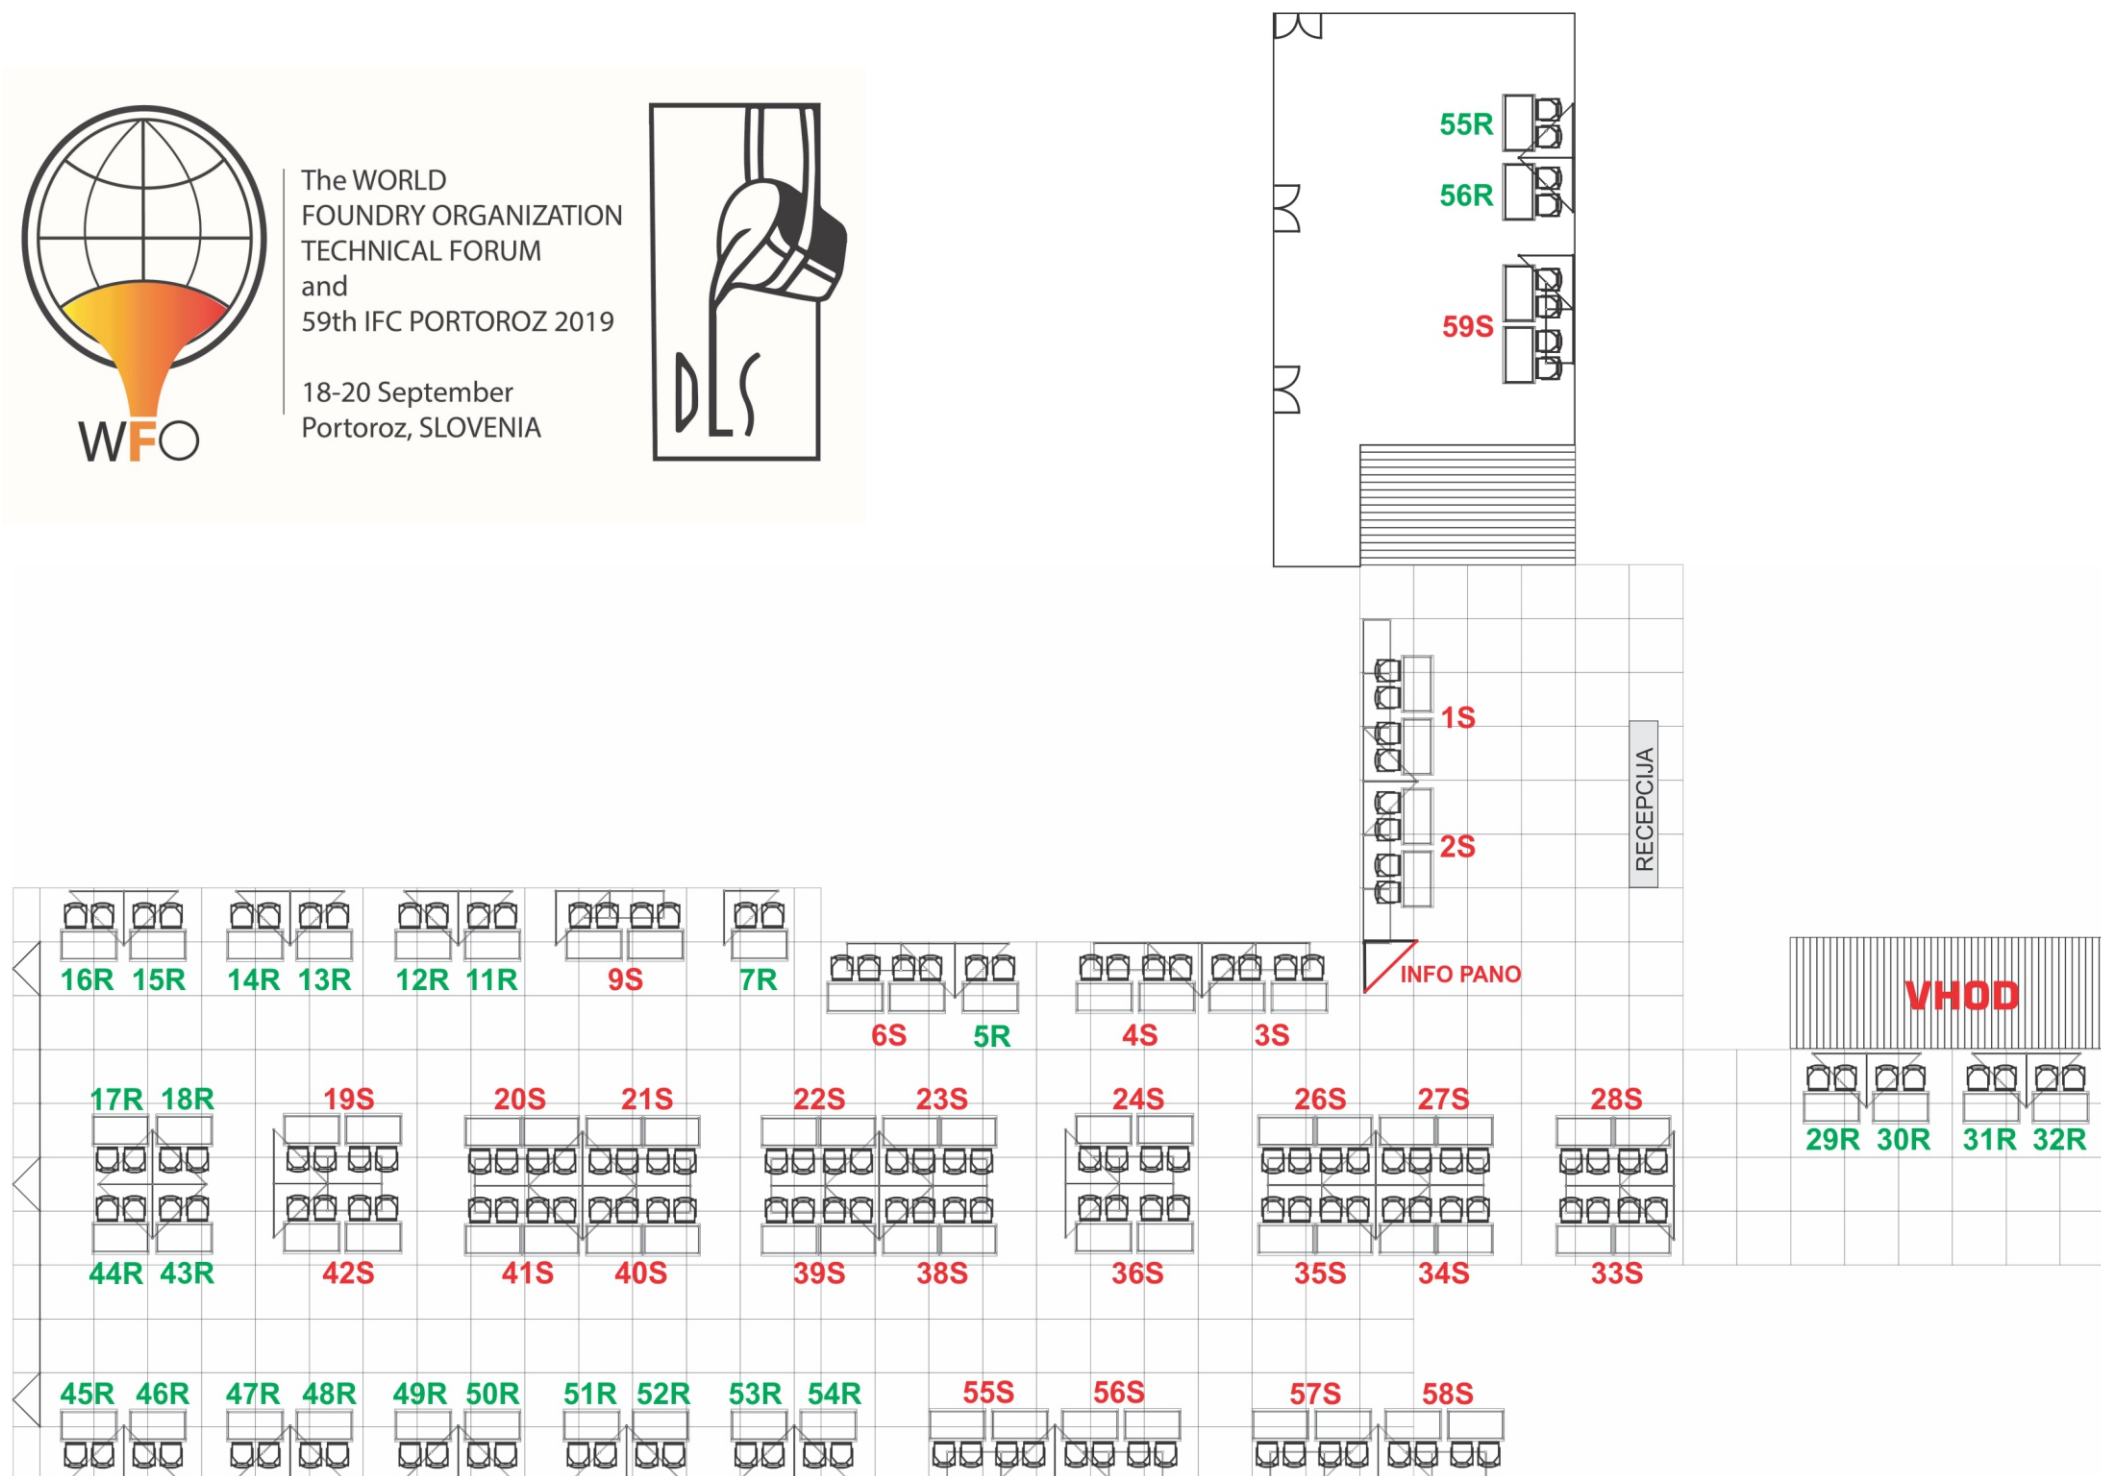 The WORLD
FOUNDRY ORGANIZATION
TECHNICAL FORUM
and
59th IFC PORTOROZ 2019
18-20 September
Portoroz, SLOVENIA
WFO
DLS
55R
56R
59S
1S
2S
RECEPCIJA
INFO PANO
VHOD
16R 15R 14R 13R 12R 11R 9S 7R
6S 5R 4S 3S
17R 18R 19S 20S 21S 22S 23S 24S 26S 27S 28S
29R 30R 31R 32R
44R 43R 42S 41S 40S 39S 38S 36S 35S 34S 33S
45R 46R 47R 48R 49R 50R 51R 52R 53R 54R 55S 56S 57S 58S